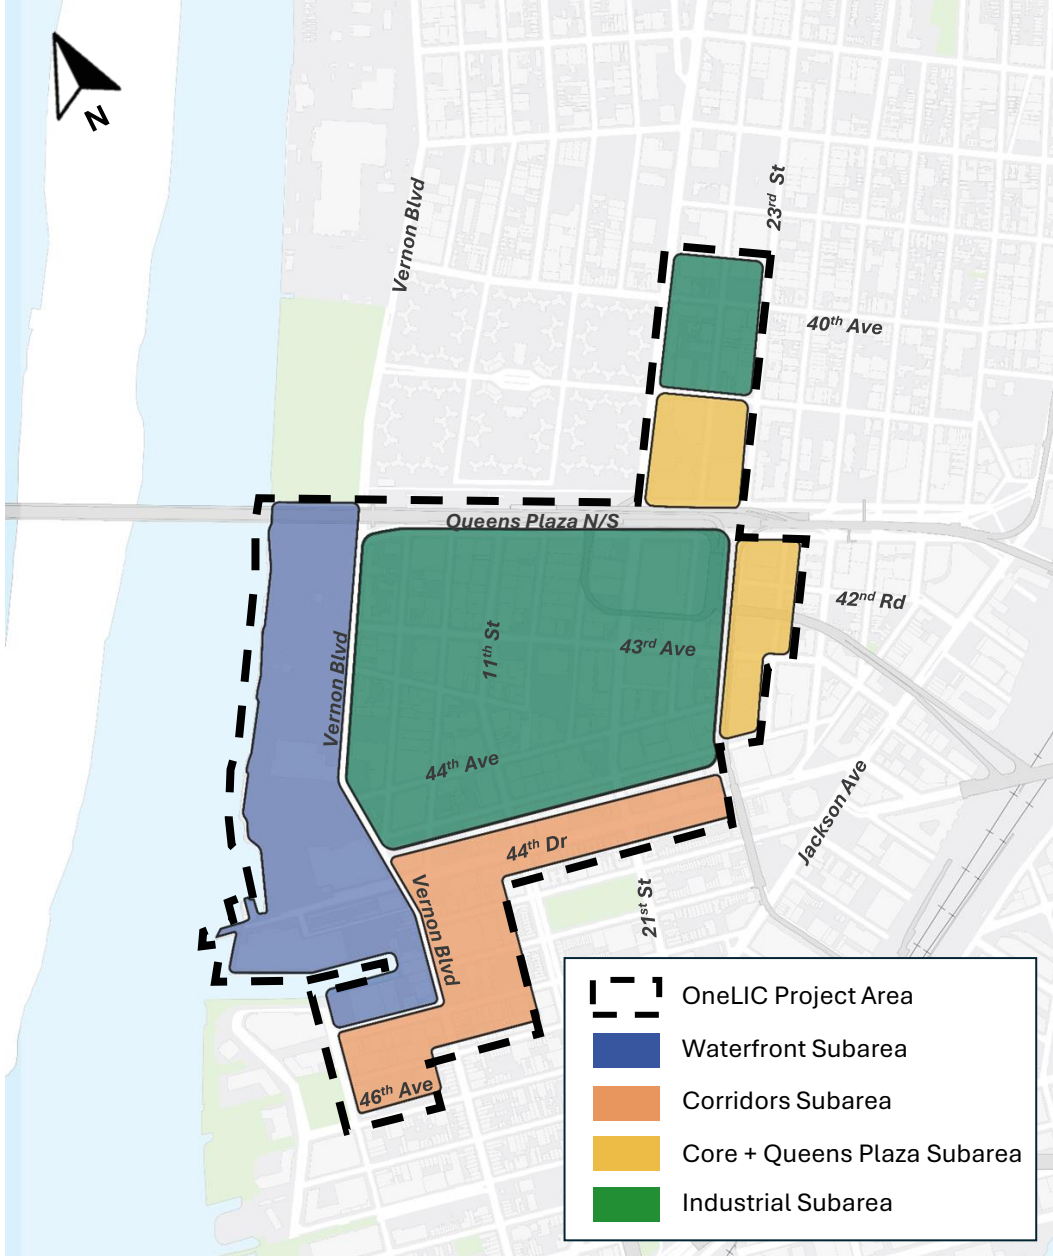 N
Vernon Blvd
23rd St
40th Ave
Queens Plaza N/S
42nd Rd
11th St
43rd Ave
Vernon Blvd
44th Ave
Jackson Ave
44th Dr
Vernon Blvd
21st St
46th Ave
OneLIC Project Area
Waterfront Subarea
Corridors Subarea
Core + Queens Plaza Subarea
Industrial Subarea